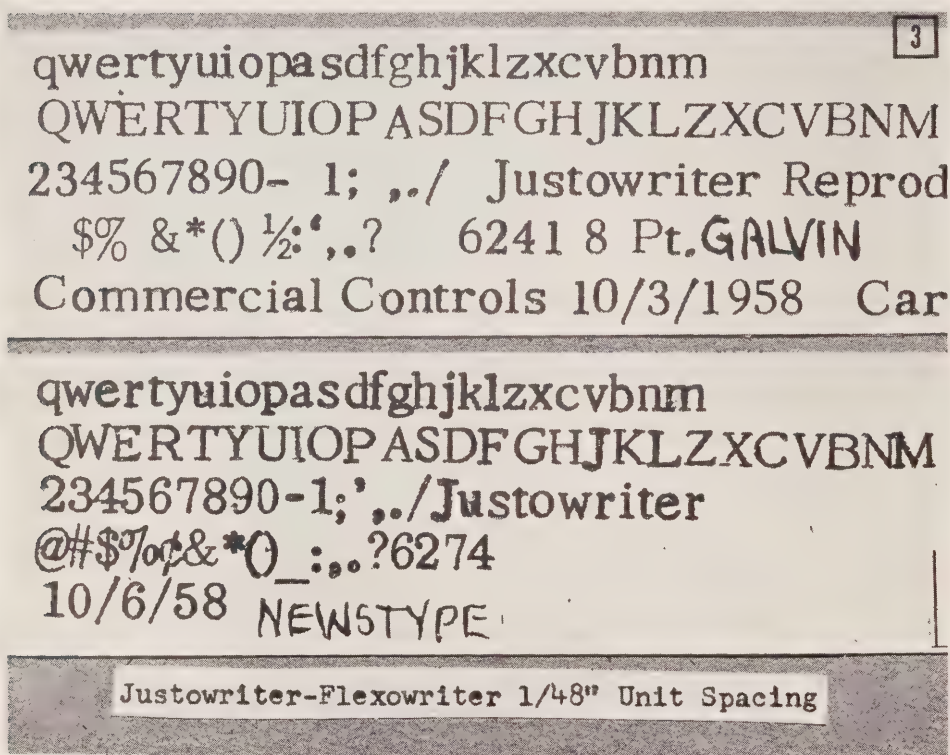 3
qwertyuiopasdfghjklzxcvbnm
QWERTYUIOPASDFGHJKLZXCVBNM
234567890- 1; ,./ Justowriter Reprod
$% &*() ½:‘,.? 6241 8 Pt.GALVIN
Commercial Controls 10/3/1958 Car
qwertyuiopasdfghjklzxcvbnm
QWERTYUIOPASDFGHJKLZXCVBNM
234567890-1;’,./Justowriter
@#$%¢&*()_:,.?6274
10/6/58 NEWSTYPE
Justowriter-Flexowriter 1/48" Unit Spacing